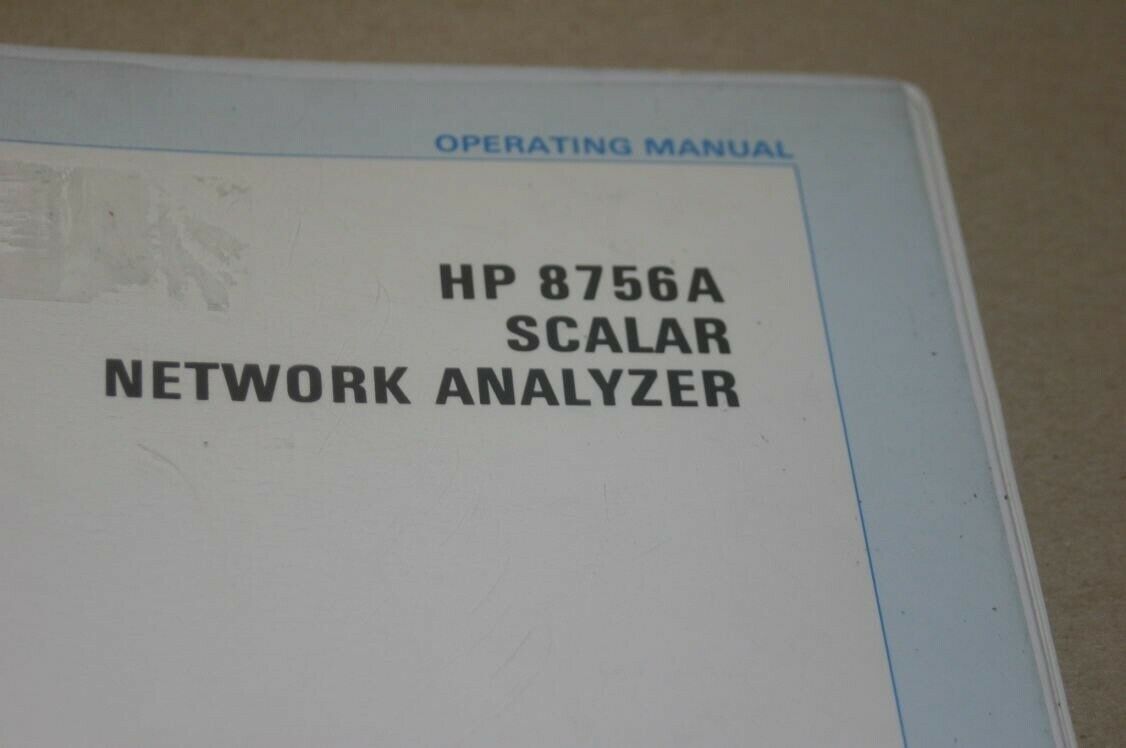 OPERATING MANUAL
HP 8756A
SCALAR
NETWORK ANALYZER